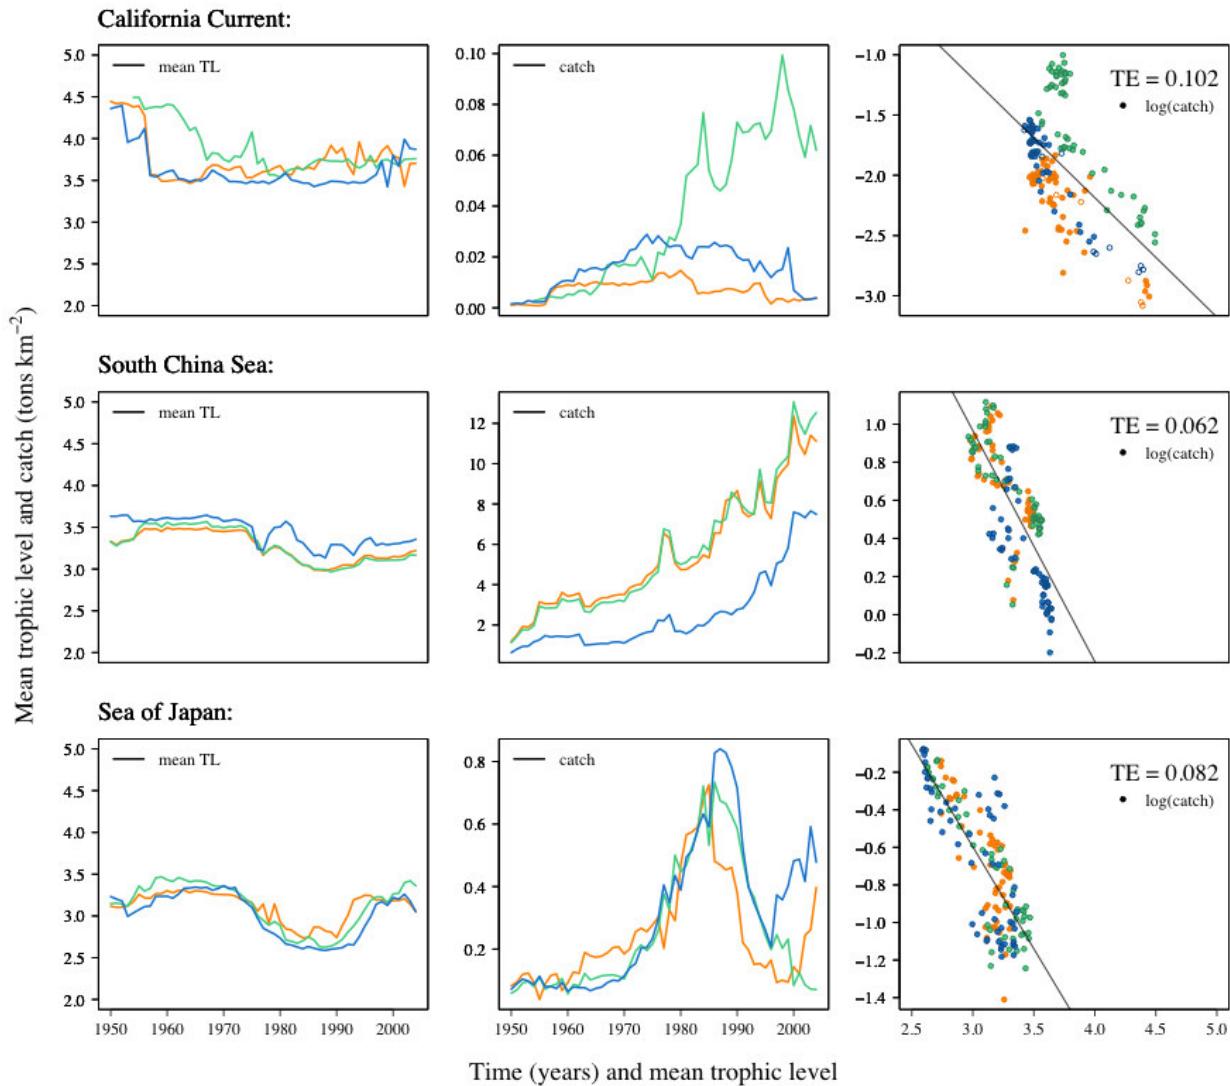 California Current:
5.0
4.5
4.0
3.5
3.0
2.5
2.0
mean TL
0.10
0.08
0.06
0.04
0.02
0.00
catch
−1.0
−1.5
−2.0
−2.5
−3.0
TE = 0.102
log(catch)
South China Sea:
5.0
4.5
4.0
3.5
3.0
2.5
2.0
mean TL
12
10
8
6
4
2
catch
1.0
0.8
0.6
0.4
0.2
0.0
−0.2
TE = 0.062
log(catch)
Sea of Japan:
5.0
4.5
4.0
3.5
3.0
2.5
2.0
mean TL
1950 1960 1970 1980 1990 2000
0.8
0.6
0.4
0.2
catch
1950 1960 1970 1980 1990 2000
−0.2
−0.4
−0.6
−0.8
−1.0
−1.2
−1.4
TE = 0.082
log(catch)
2.5 3.0 3.5 4.0 4.5 5.0
Mean trophic level and catch (tons km−2)
Time (years) and mean trophic level